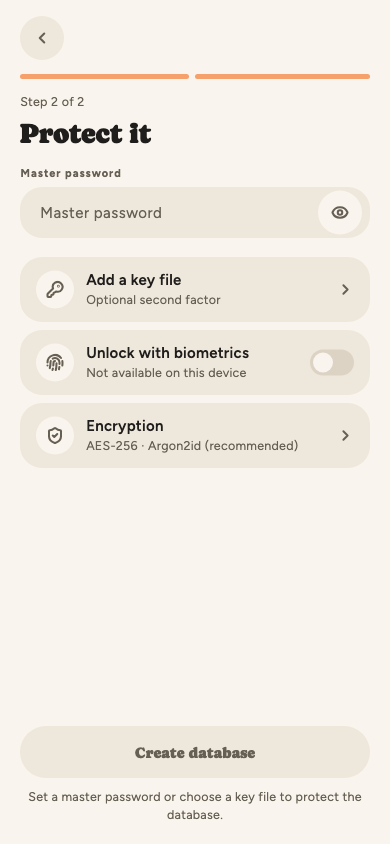 Step 2 of 2
Protect it
Master password
Master password
Add a key file
Optional second factor
Unlock with biometrics
Not available on this device
Encryption
AES-256 · Argon2id (recommended)
Create database
Set a master password or choose a key file to protect the
database.